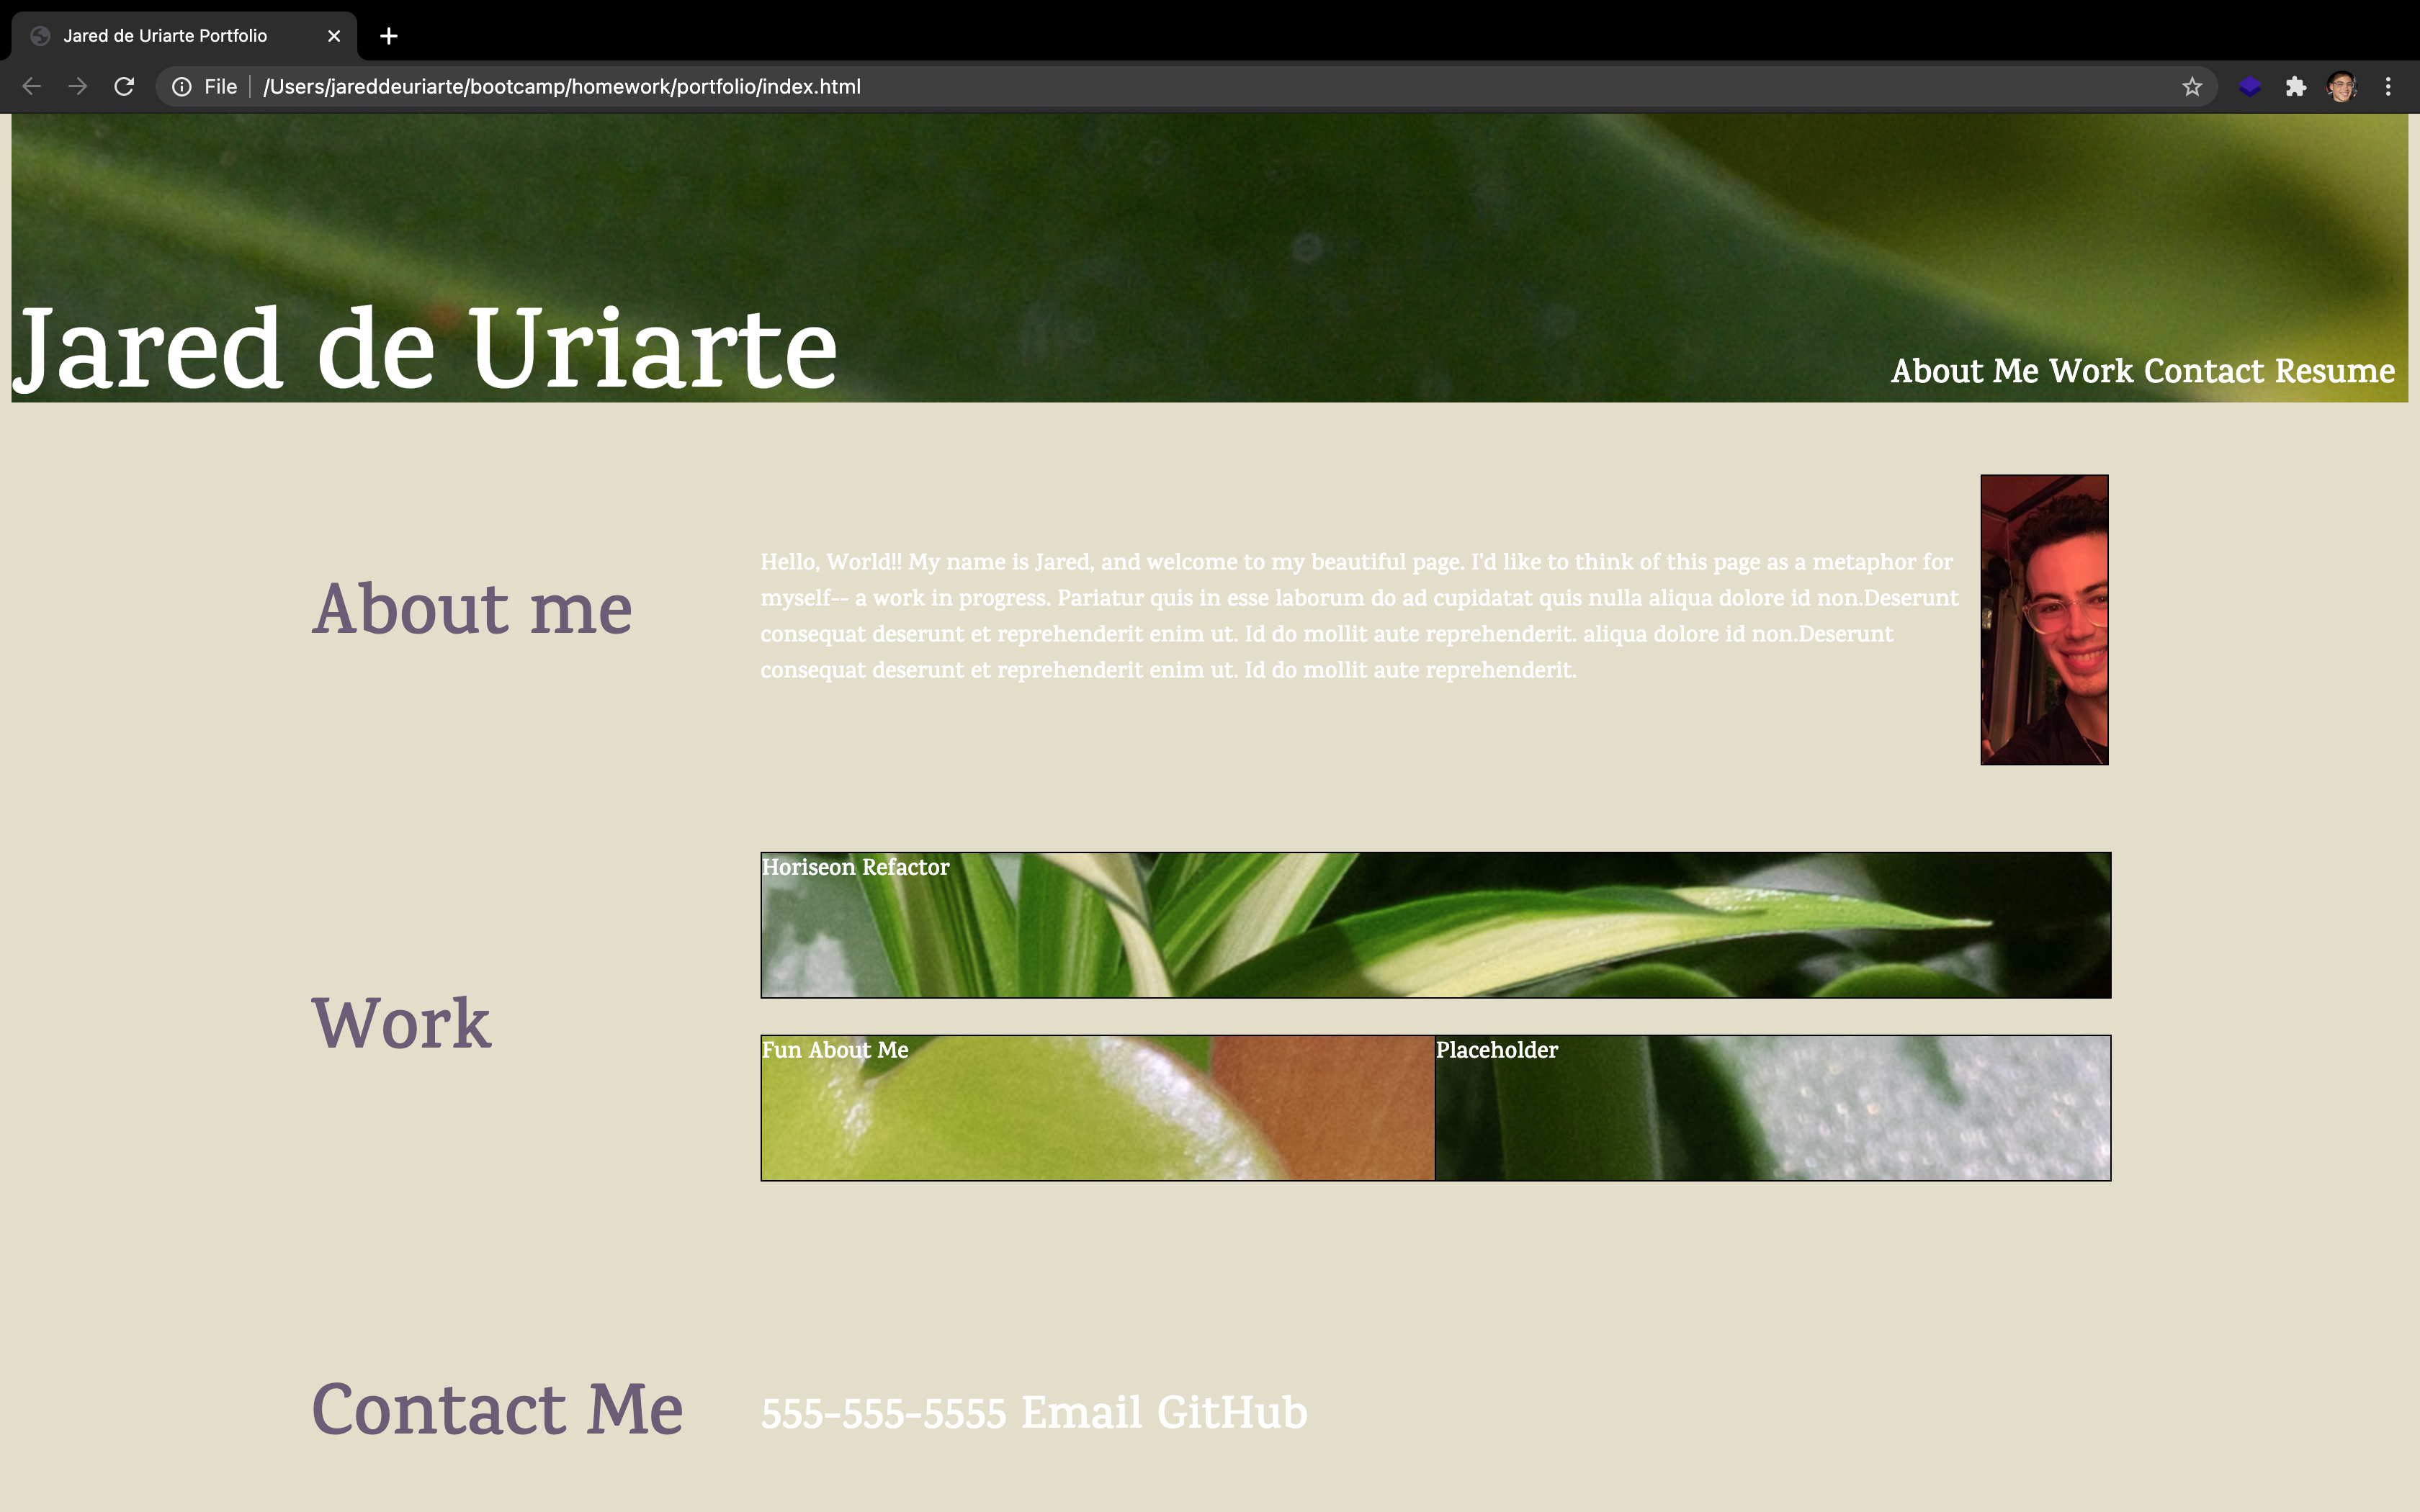 Jared de Uriarte Portfolio
File
/Users/jareddeuriarte/bootcamp/homework/portfolio/index.html
Jared de Uriarte
About Me Work Contact Resume
About me
Hello, World!! My name is Jared, and welcome to my beautiful page. I'd like to think of this page as a metaphor for
myself-- a work in progress. Pariatur quis in esse laborum do ad cupidatat quis nulla aliqua dolore id non.Deserunt
consequat deserunt et reprehenderit enim ut. Id do mollit aute reprehenderit. aliqua dolore id non.Deserunt
consequat deserunt et reprehenderit enim ut. Id do mollit aute reprehenderit.
Work
Horiseon Refactor
Fun About Me
Placeholder
Contact Me
555-555-5555 Email GitHub